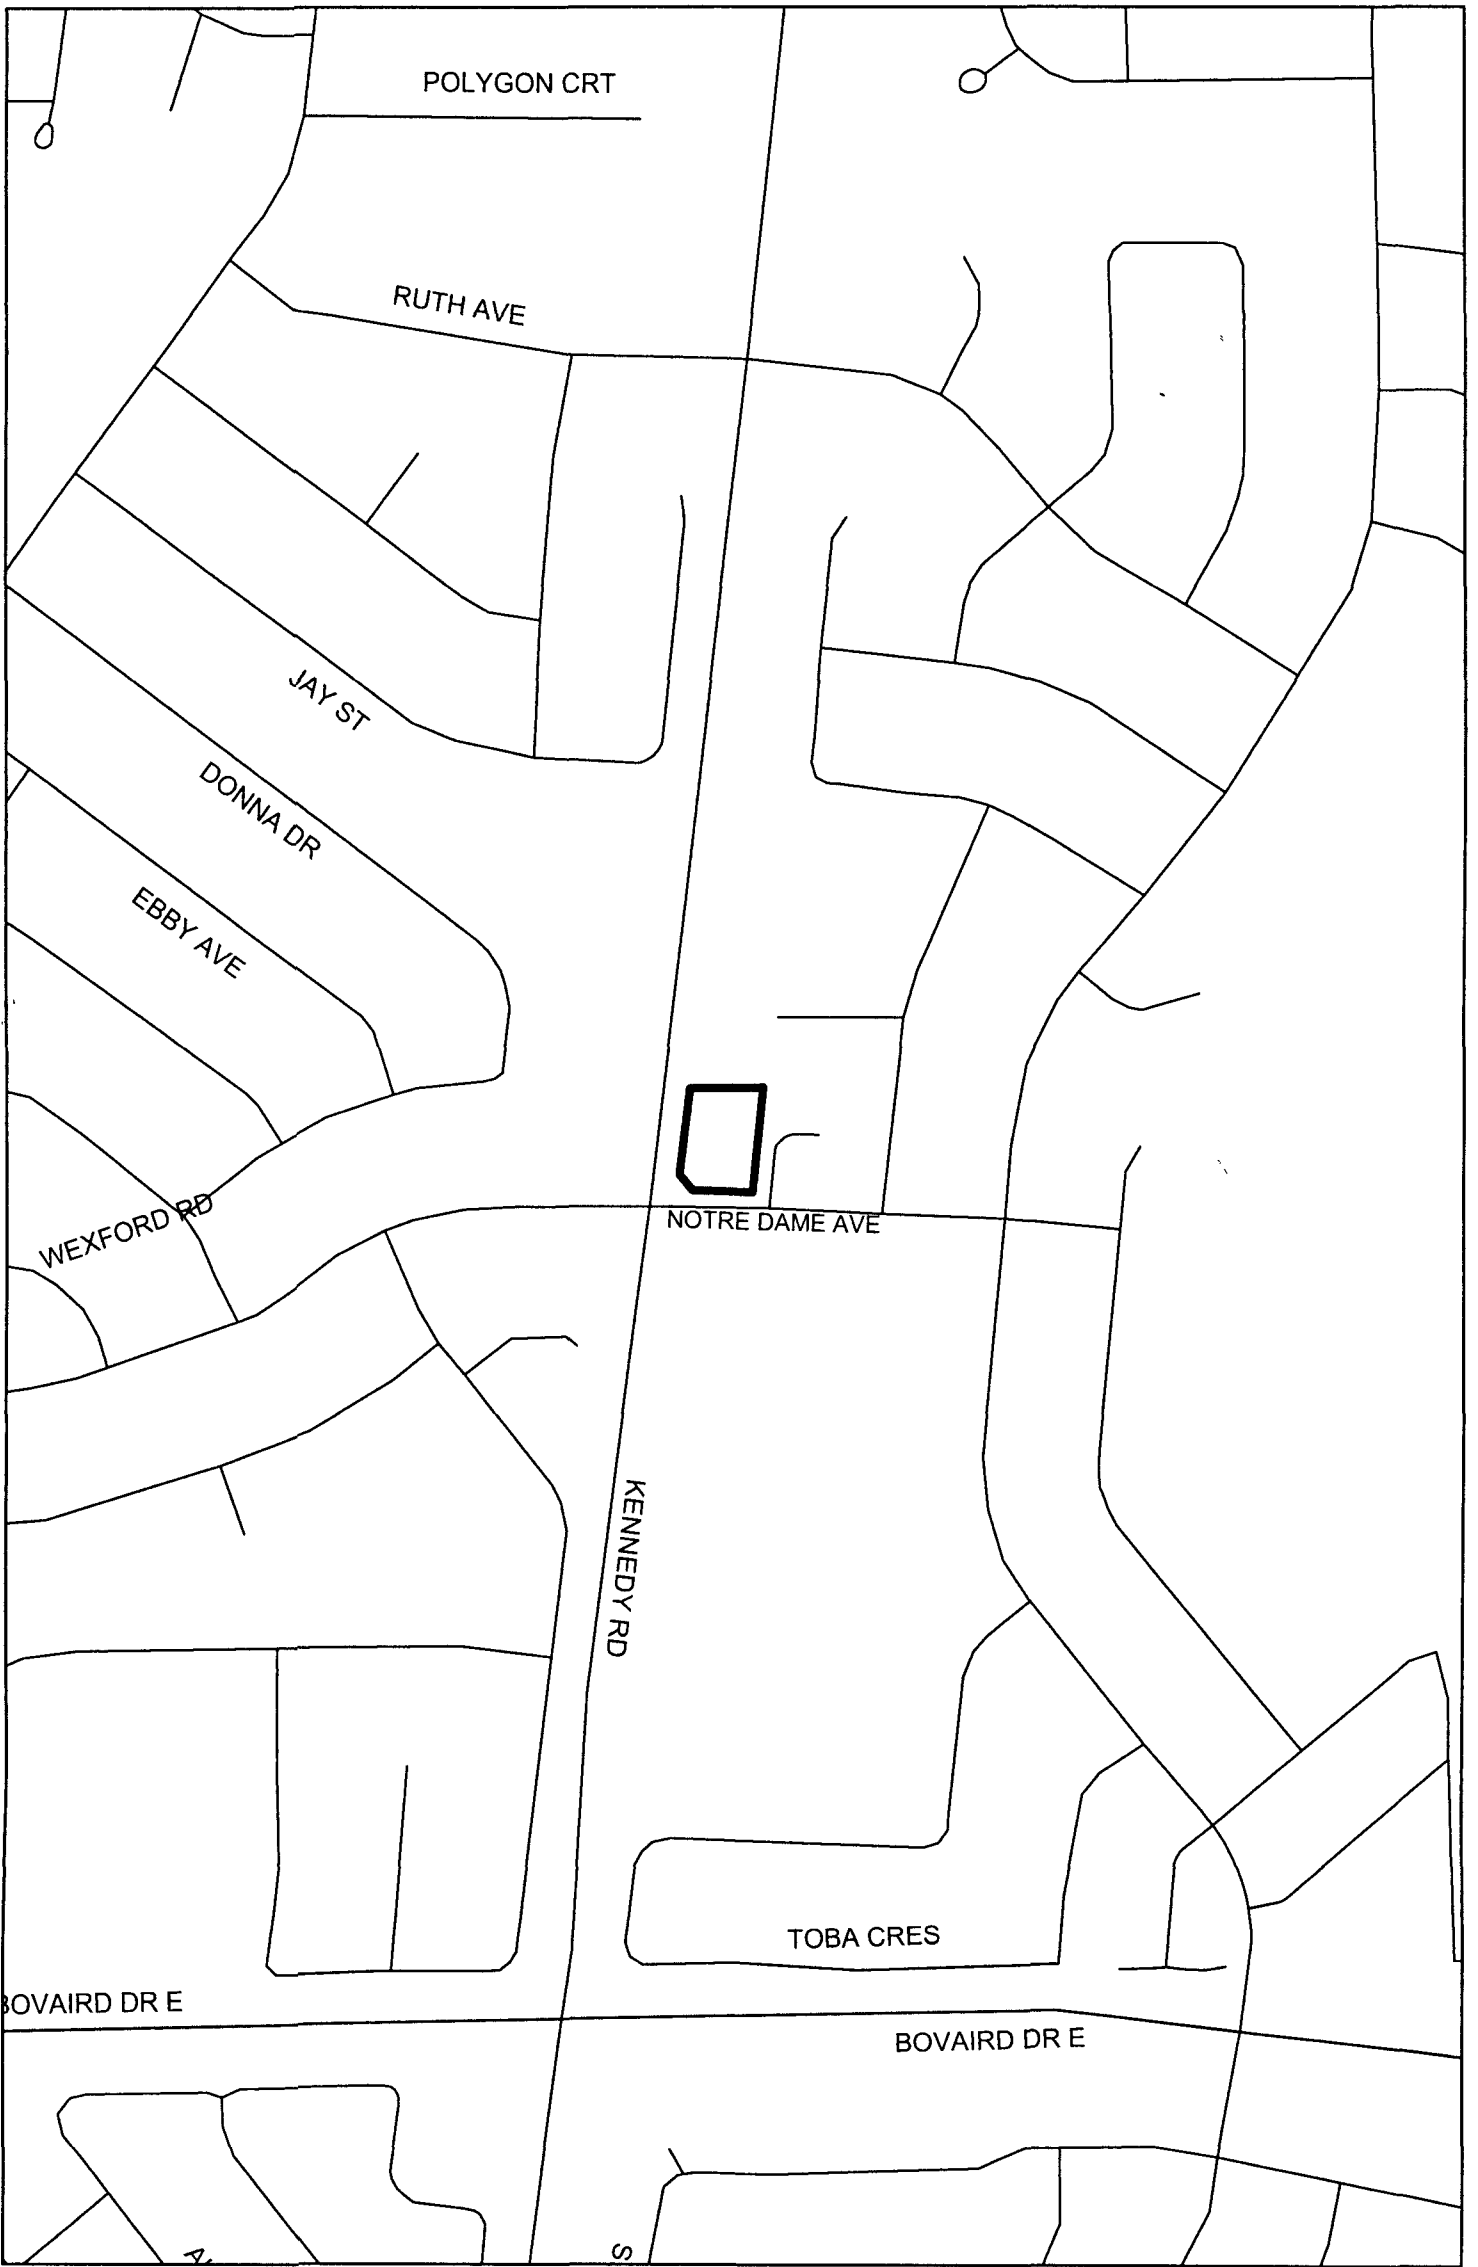 POLYGON CRT
RUTH AVE
JAY ST
DONNA DR
EBBY AVE
WEXFORD RD
NOTRE DAME AVE
KENNEDY RD
TOBA CRES
BOVAIRD DR E
BOVAIRD DR E
S